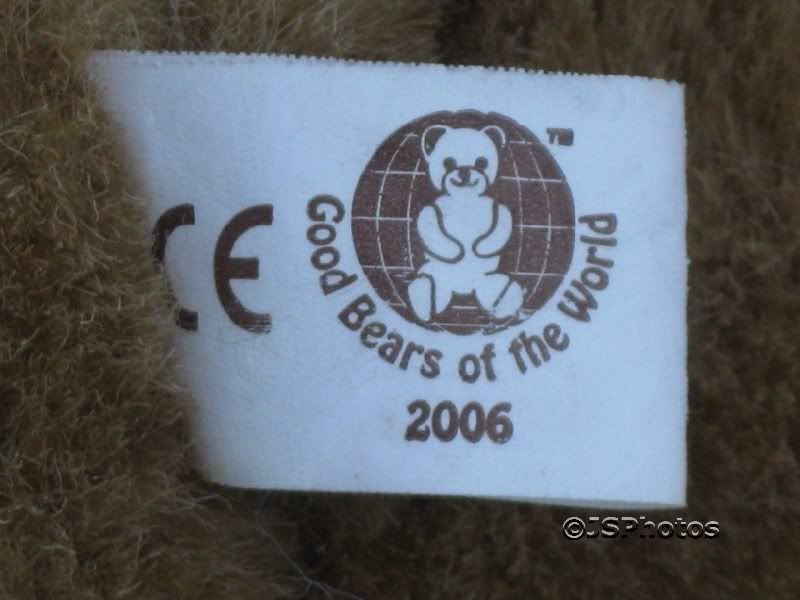 CE
TM
Good Bears of the World
2006
©JSPhotos